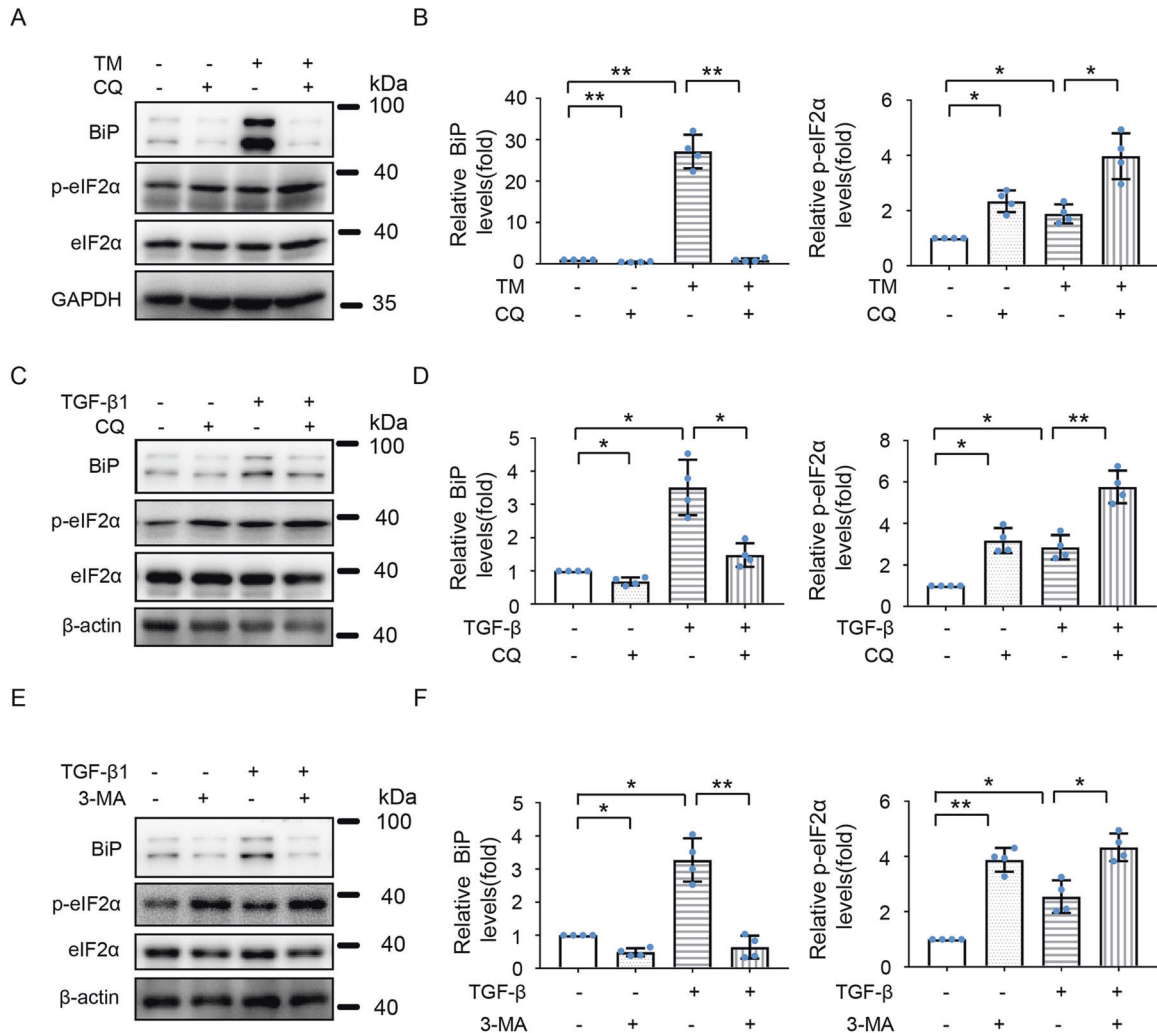 A
TM - - + +
CQ - + - + kDa
BiP 100
p-eIF2α 40
eIF2α 40
GAPDH 35
B
Relative BiP
levels(fold)
40
30
20
10
0
** ** **
TM - - + +
CQ - + - +
Relative p-eIF2α
levels(fold)
6
4
2
0
* * *
TM - - + +
CQ - + - +
C
TGF-β1 - - + +
CQ - + - + kDa
BiP 100
p-eIF2α 40
eIF2α 40
β-actin 40
D
Relative BiP
levels(fold)
5
4
3
2
1
0
* * *
TGF-β - - + +
CQ - + - +
Relative p-eIF2α
levels(fold)
8
6
4
2
0
* * **
TGF-β - - + +
CQ - + - +
E
TGF-β1 - - + +
3-MA - + - + kDa
BiP 100
p-eIF2α 40
eIF2α 40
β-actin 40
F
Relative BiP
levels(fold)
5
4
3
2
1
0
* * **
TGF-β - - + +
3-MA - + - +
Relative p-eIF2α
levels(fold)
6
4
2
0
** * *
TGF-β - - + +
3-MA - + - +